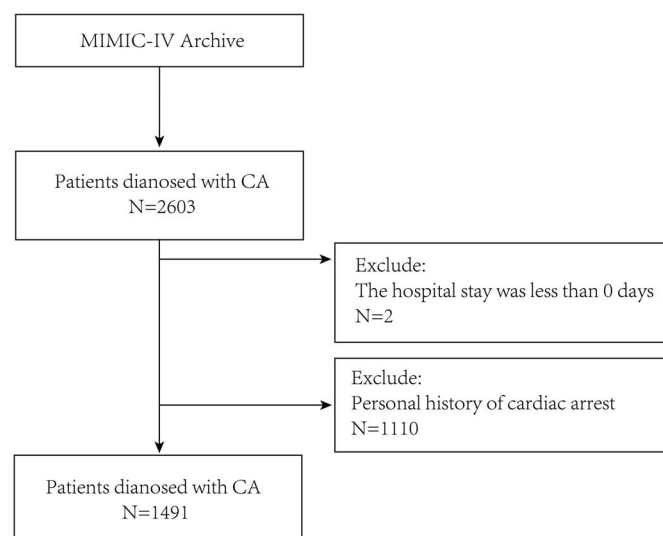 MIMIC-IV Archive
Patients dianosed with CA
N=2603
Exclude:
The hospital stay was less than 0 days
N=2
Exclude:
Personal history of cardiac arrest
N=1110
Patients dianosed with CA
N=1491